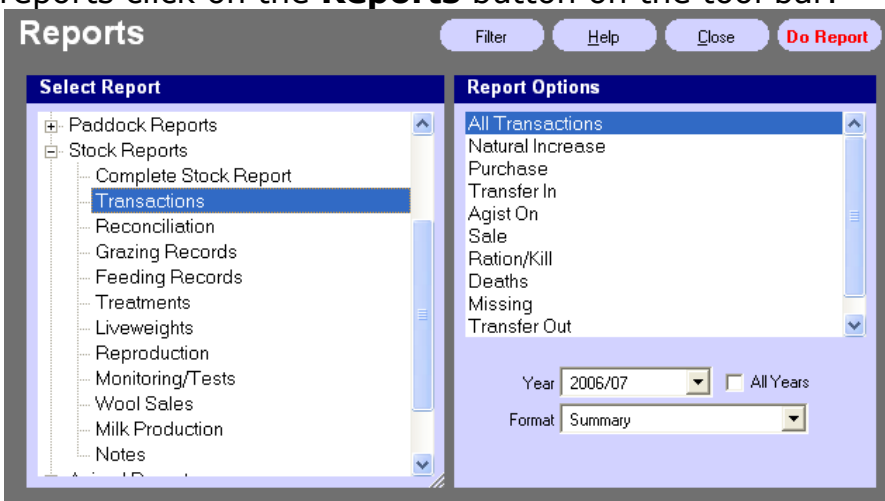 reports click on the Reports button on the tool bar.
Reports
Filter
Help
Close
Do Report
Select Report
Paddock Reports
Stock Reports
Complete Stock Report
Transactions
Reconciliation
Grazing Records
Feeding Records
Treatments
Liveweights
Reproduction
Monitoring/Tests
Wool Sales
Milk Production
Notes
Report Options
All Transactions
Natural Increase
Purchase
Transfer In
Agist On
Sale
Ration/Kill
Deaths
Missing
Transfer Out
Year 2006/07 All Years
Format Summary